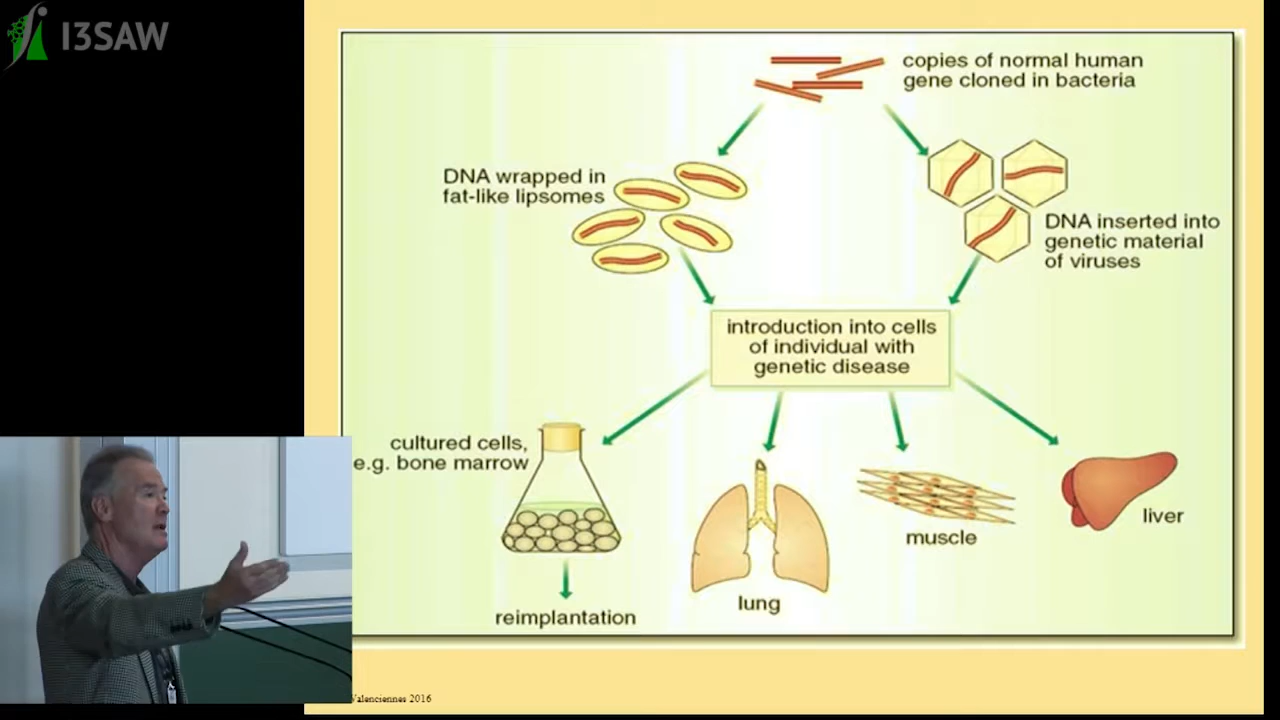 I3SAW
copies of normal human
gene cloned in bacteria
DNA wrapped in
fat-like lipsomes
DNA inserted into
genetic material
of viruses
introduction into cells
of individual with
genetic disease
cultured cells,
e.g. bone marrow
reimplantation
lung
muscle
liver
Valenciennes 2016